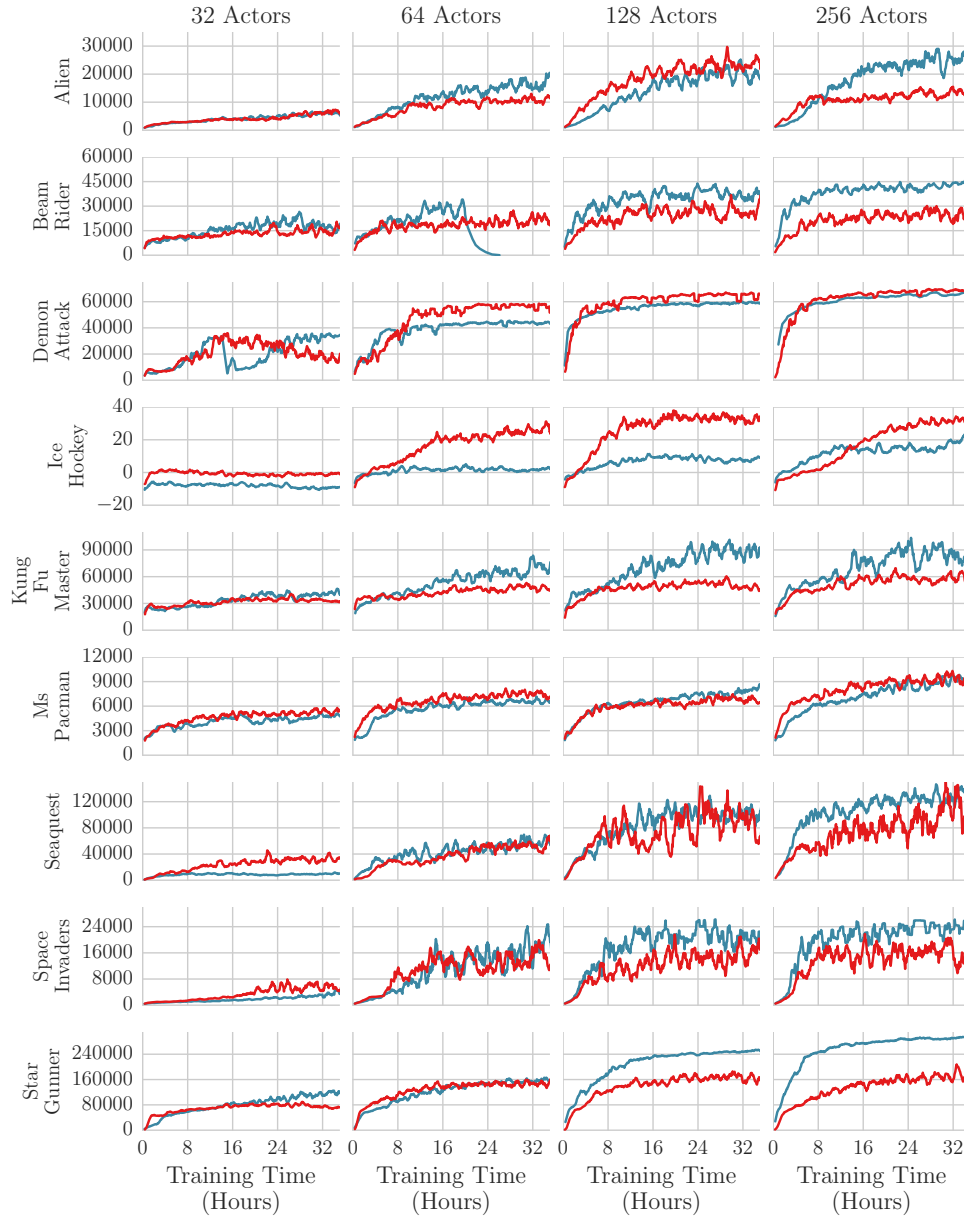 32 Actors 64 Actors 128 Actors 256 Actors
Alien
30000
20000
10000
0
Beam
Rider
60000
45000
30000
15000
0
Demon
Attack
60000
40000
20000
0
Ice
Hockey
40
20
0
−20
Kung
Fu
Master
90000
60000
30000
0
Ms
Pacman
12000
9000
6000
3000
0
Seaquest
120000
80000
40000
0
Space
Invaders
24000
16000
8000
0
Star
Gunner
240000
160000
80000
0
0 8 16 24 32 0 8 16 24 32 0 8 16 24 32 0 8 16 24 32
Training Time Training Time Training Time Training Time
(Hours) (Hours) (Hours) (Hours)